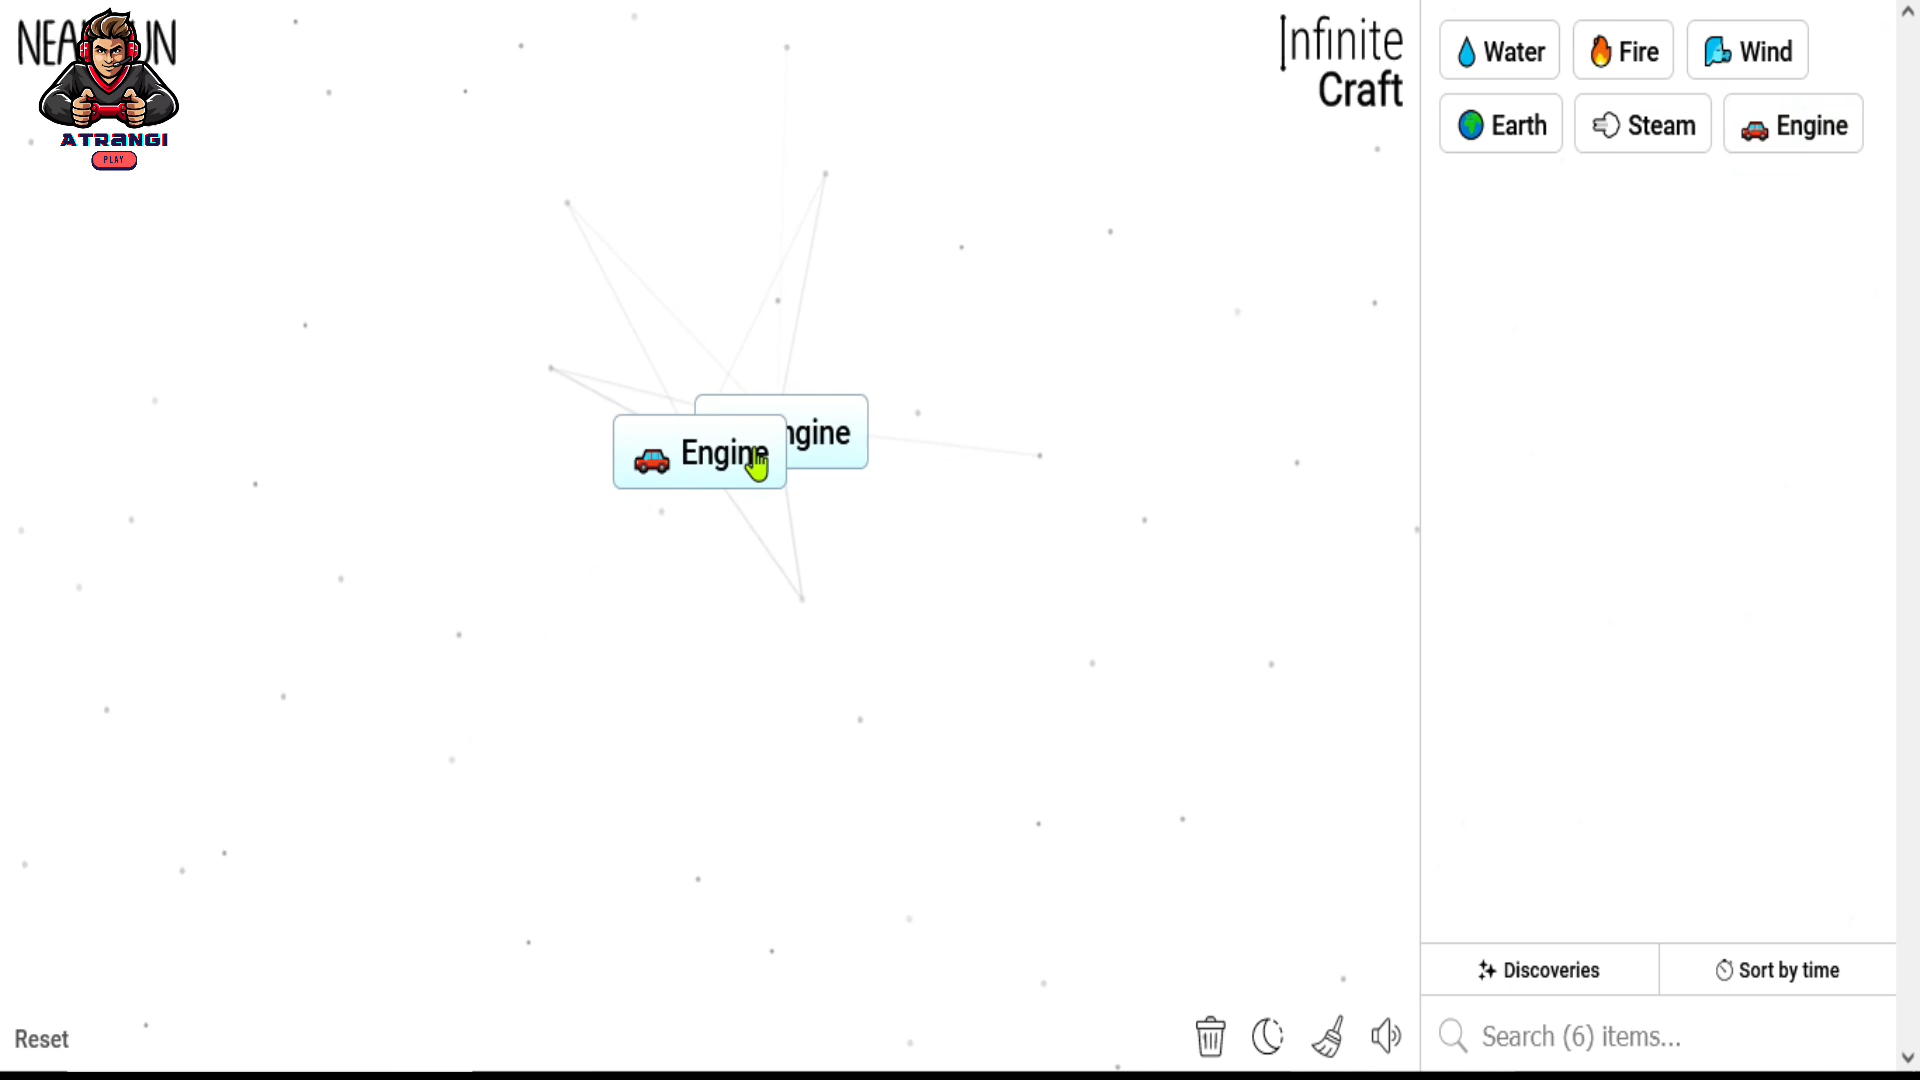 Infinite
Craft
ATRANGI
PLAY
Water
Fire
Wind
Earth
Steam
Engine
ngine
Engine
Discoveries
Sort by time
Reset
Search (6) items...